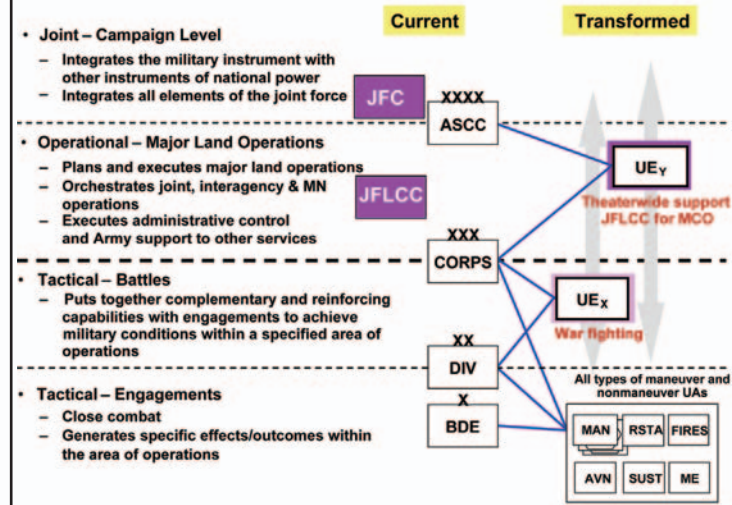 Current
Transformed
• Joint – Campaign Level
– Integrates the military instrument with
other instruments of national power
– Integrates all elements of the joint force
JFC
XXXX
ASCC
• Operational – Major Land Operations
– Plans and executes major land operations
– Orchestrates joint, interagency & MN
operations
– Executes administrative control
and Army support to other services
JFLCC
UEY
Theaterwide support
JFLCC for MCO
XXX
CORPS
• Tactical – Battles
– Puts together complementary and reinforcing
capabilities with engagements to achieve
military conditions within a specified area of
operations
UEX
War fighting
XX
DIV
• Tactical – Engagements
– Close combat
– Generates specific effects/outcomes within
the area of operations
X
BDE
All types of maneuver and
nonmaneuver UAs
MAN RSTA FIRES
AVN SUST ME